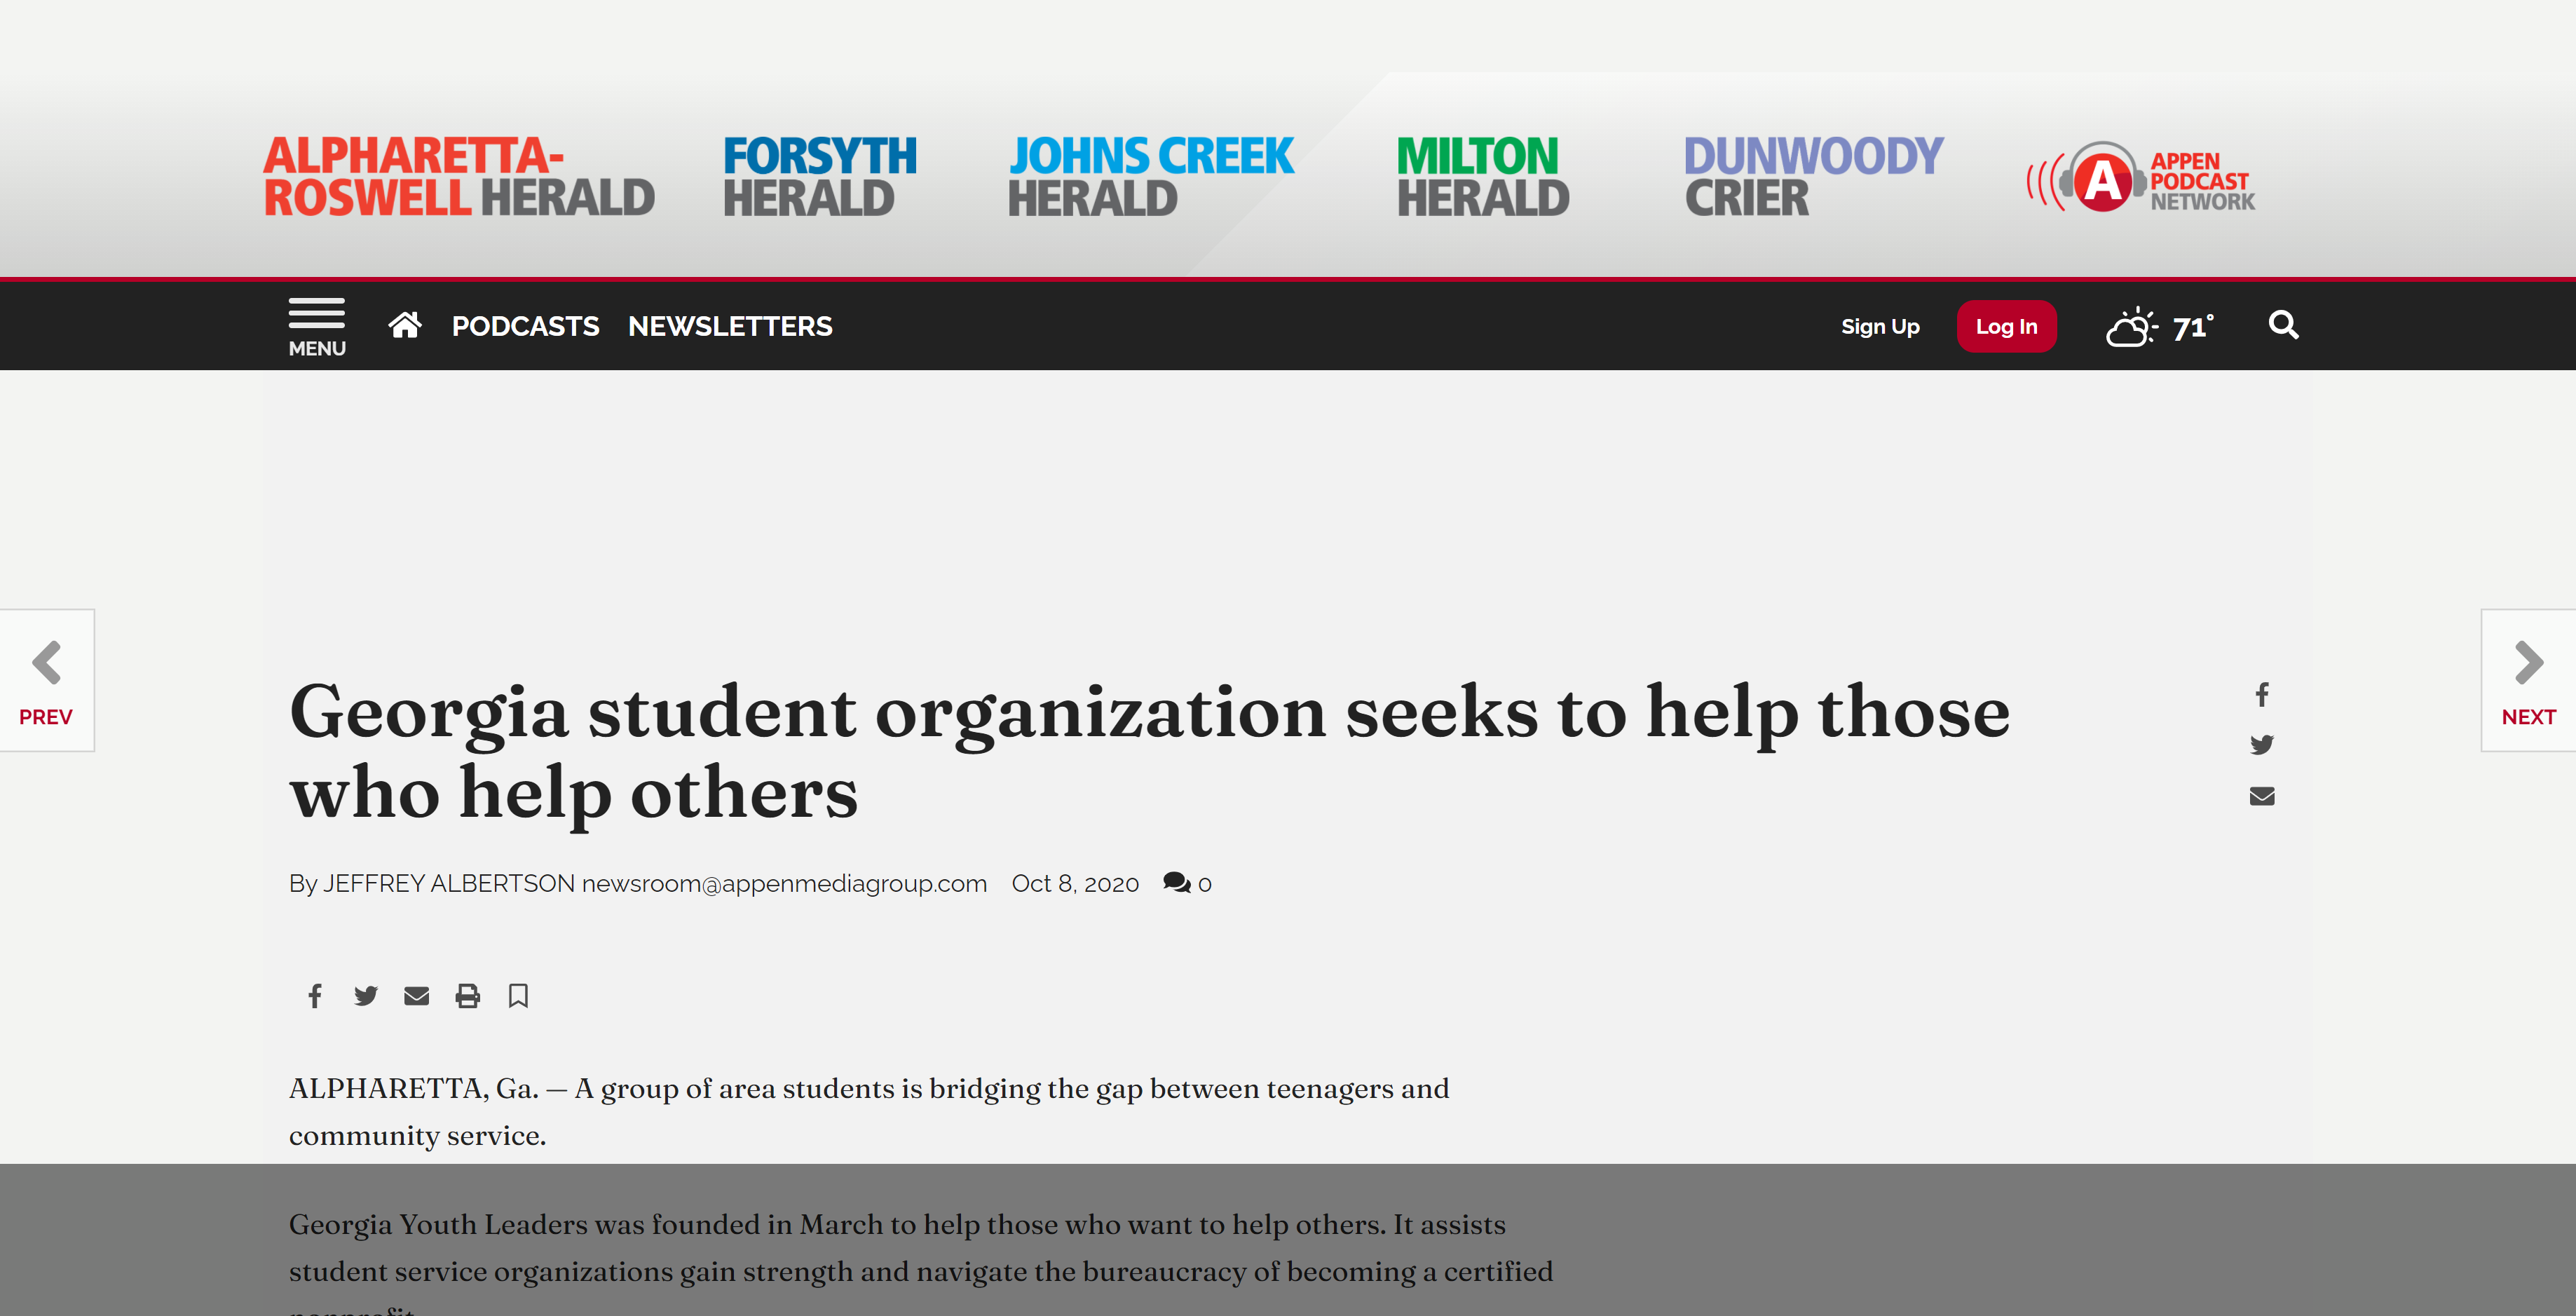 ALPHARETTA-
ROSWELL HERALD
FORSYTH
HERALD
JOHNS CREEK
HERALD
MILTON
HERALD
DUNWOODY
CRIER
A
APPEN
PODCAST
NETWORK
MENU
PODCASTS
NEWSLETTERS
Sign Up
Log In
71°
PREV
NEXT
Georgia student organization seeks to help those
who help others
By JEFFREY ALBERTSON newsroom@appenmediagroup.com Oct 8, 2020 0
ALPHARETTA, Ga. — A group of area students is bridging the gap between teenagers and
community service.
Georgia Youth Leaders was founded in March to help those who want to help others. It assists
student service organizations gain strength and navigate the bureaucracy of becoming a certified